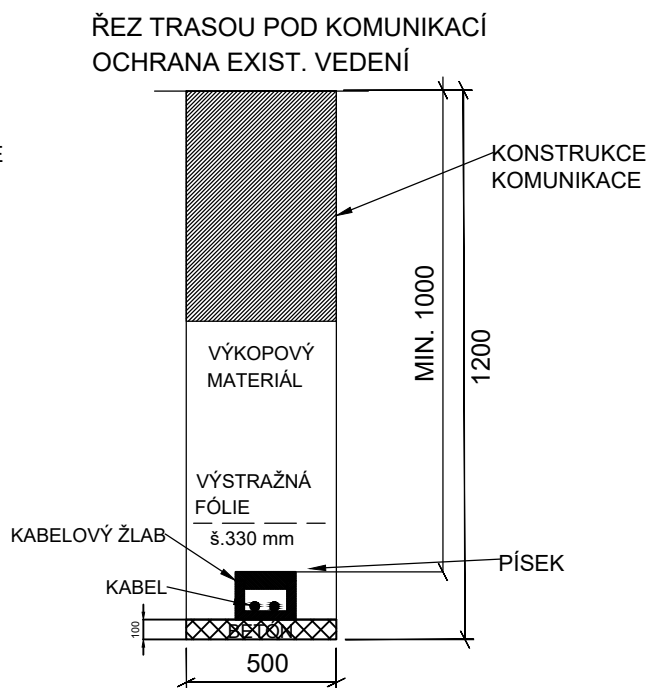 ŘEZ TRASOU POD KOMUNIKACÍ
OCHRANA EXIST. VEDENÍ
E
KONSTRUKCE
KOMUNIKACE
MIN. 1000
1200
VÝKOPOVÝ
MATERIÁL
VÝSTRAŽNÁ
FÓLIE
š.330 mm
KABELOVÝ ŽLAB
PÍSEK
KABEL
100
BETON
500